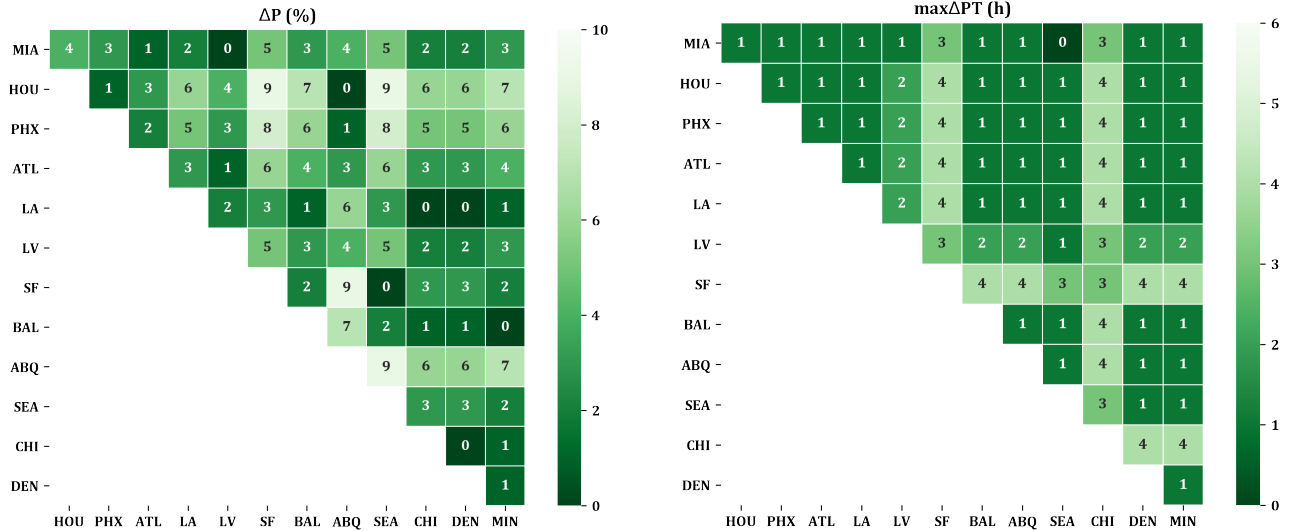 ΔP (%)
MIA 4 3 1 2 0 5 3 4 5 2 2 3
HOU 1 3 6 4 9 7 0 9 6 6 7
PHX 2 5 3 8 6 1 8 5 5 6
ATL 3 1 6 4 3 6 3 3 4
LA 2 3 1 6 3 0 0 1
LV 5 3 4 5 2 2 3
SF 2 9 0 3 3 2
BAL 7 2 1 1 0
ABQ 9 6 6 7
SEA 3 3 2
CHI 0 1
DEN 1
HOU PHX ATL LA LV SF BAL ABQ SEA CHI DEN MIN
10
8
6
4
2
0
maxΔPT (h)
MIA 1 1 1 1 1 3 1 1 0 3 1 1
HOU 1 1 1 2 4 1 1 1 4 1 1
PHX 1 1 2 4 1 1 1 4 1 1
ATL 1 2 4 1 1 1 4 1 1
LA 2 4 1 1 1 4 1 1
LV 3 2 2 1 3 2 2
SF 4 4 3 3 4 4
BAL 1 1 4 1 1
ABQ 1 4 1 1
SEA 3 1 1
CHI 4 4
DEN 1
HOU PHX ATL LA LV SF BAL ABQ SEA CHI DEN MIN
6
5
4
3
2
1
0